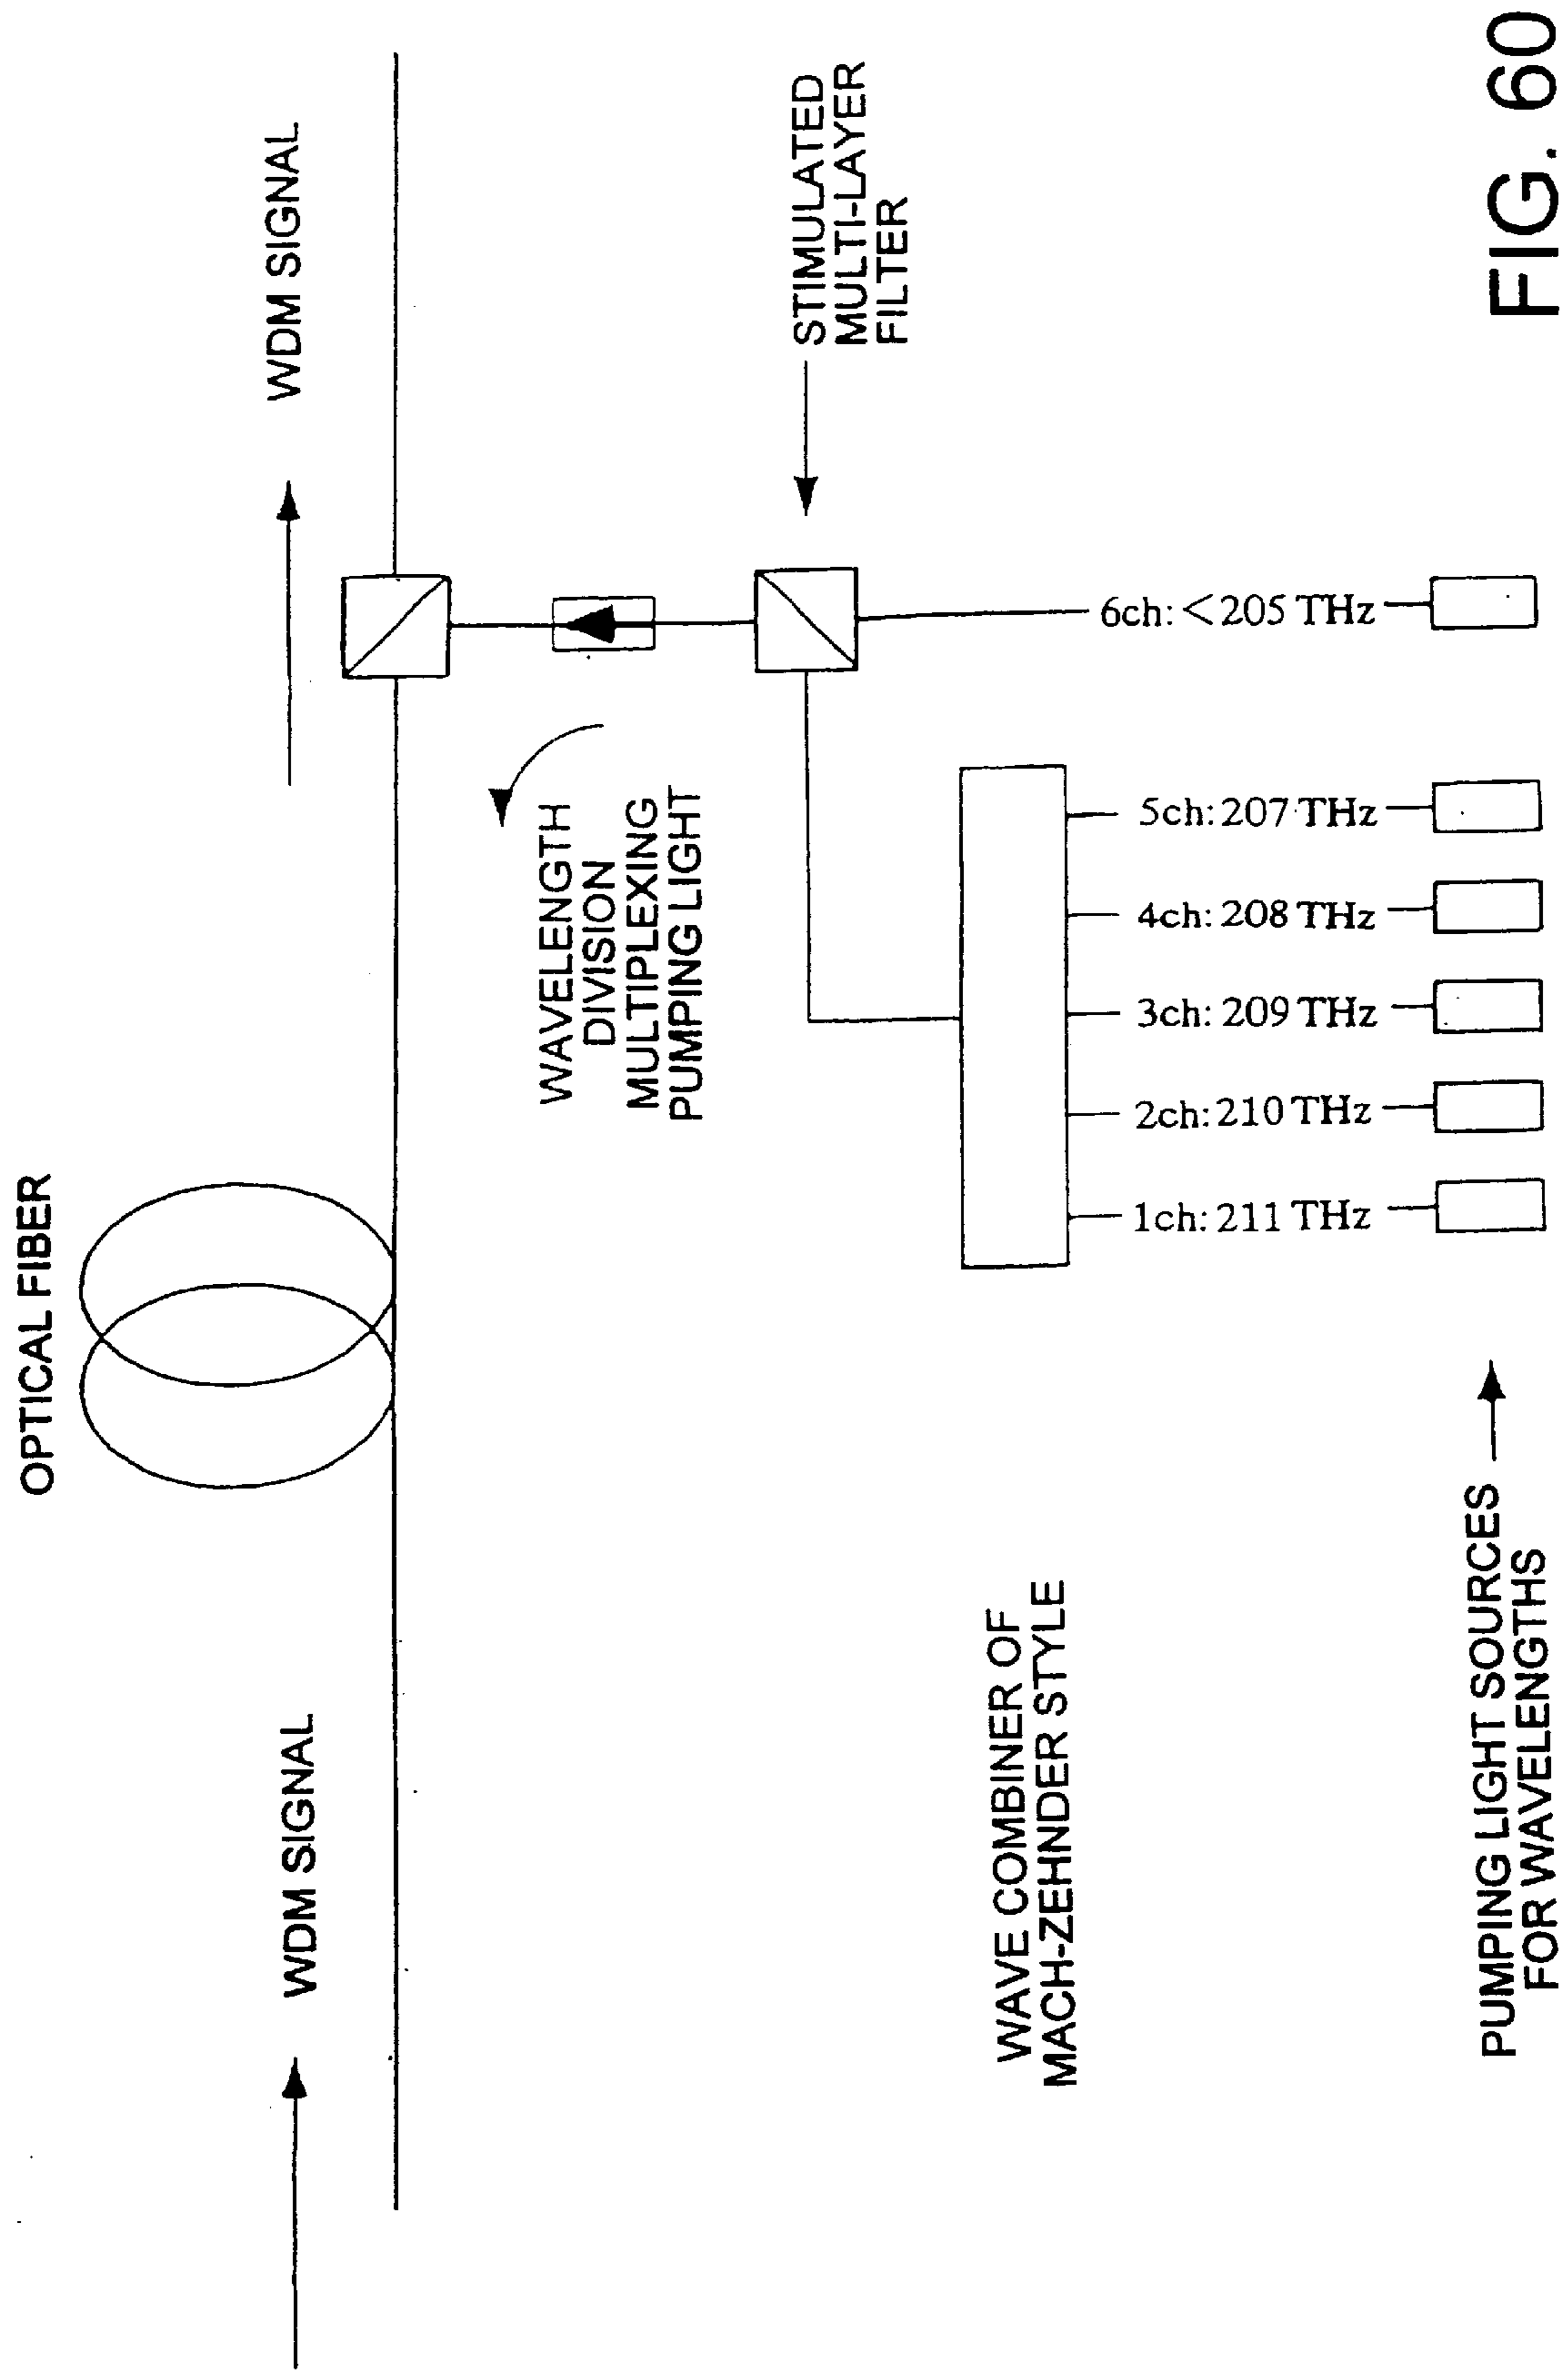 OPTICAL FIBER
WDM SIGNAL
WDM SIGNAL
WAVELENGTH
DIVISION
MULTIPLEXING
PUMPING LIGHT
STIMULATED
MULTI-LAYER
FILTER
WAVE COMBINER OF
MACH-ZEHNDER STYLE
1ch: 211 THz
2ch: 210 THz
3ch: 209 THz
4ch: 208 THz
5ch: 207 THz
6ch: <205 THz
PUMPING LIGHT SOURCES
FOR WAVELENGTHS
FIG. 60